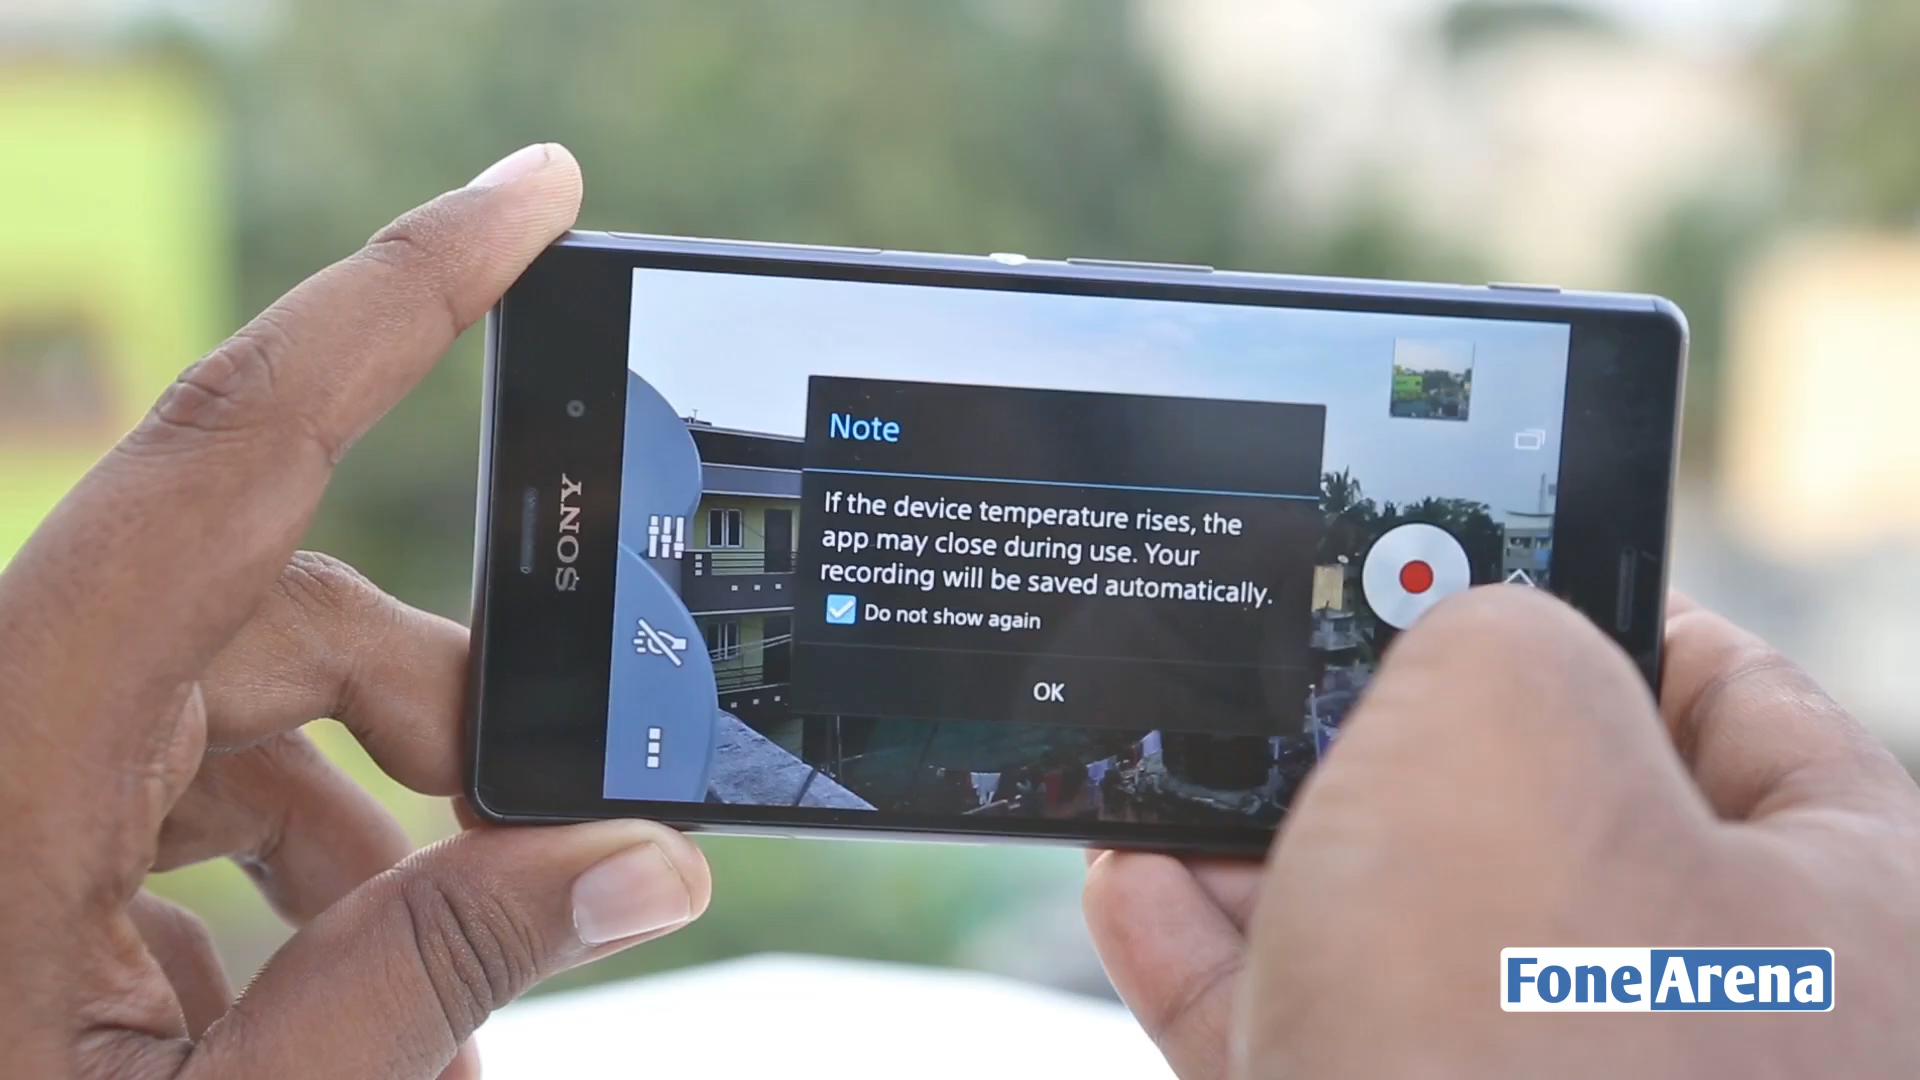 SONY
Note
If the device temperature rises, the
app may close during use. Your
recording will be saved automatically.
Do not show again
OK
FoneArena